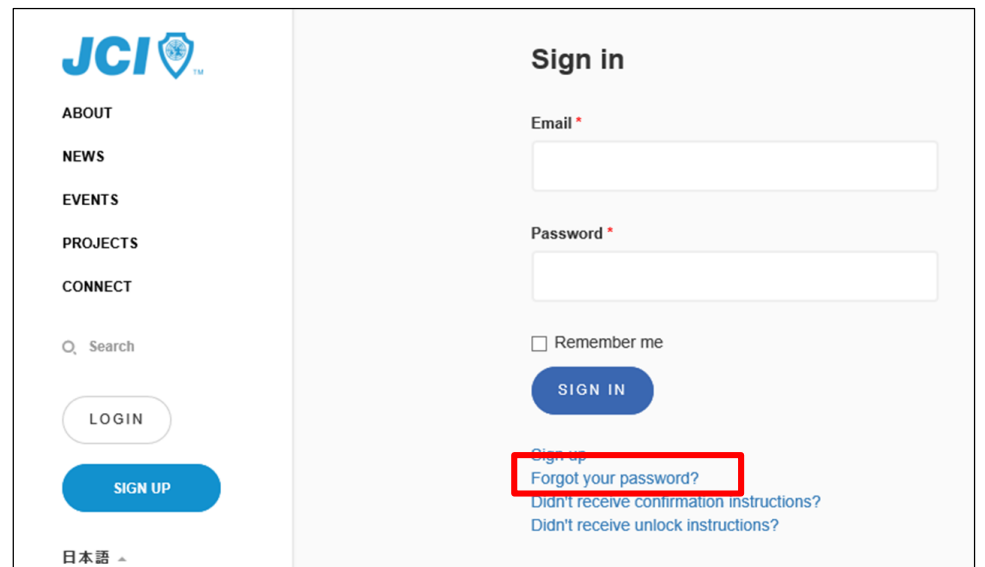 JCI TM
ABOUT
NEWS
EVENTS
PROJECTS
CONNECT
Search
LOGIN
SIGN UP
日本語
Sign in
Email *
Password *
Remember me
SIGN IN
Sign up
Forgot your password?
Didn't receive confirmation instructions?
Didn't receive unlock instructions?